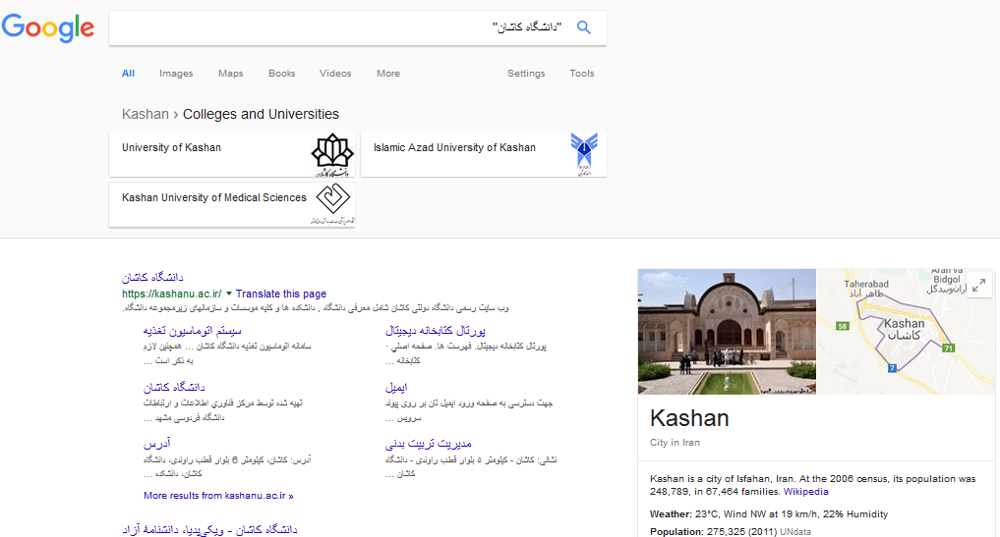 Google
"دانشگاه کاشان"
All Images Maps Books Videos More Settings Tools
Kashan › Colleges and Universities
University of Kashan
Islamic Azad University of Kashan
Kashan University of Medical Sciences
دانشگاه کاشان
https://kashanu.ac.ir/ ▼ Translate this page
وب سایت رسمی دانشگاه دولتی کاشان شامل معرفی دانشگاه , دانشکده ها و کلیه موسسات و سازمانهای زیرمجموعه دانشگاه.
سیستم اتوماسیون تغذیه
سامانه اتوماسیون تغذیه دانشگاه کاشان ... همچنین لازم
به ذکر است ...
پورتال کتابخانه دیجیتال
پورتال کتابخانه دیجیتال. فهرست ها. صفحه اصلي ·
کتابخانه ...
دانشگاه کاشان
تهیه شده توسط مرکز فناوري اطلاعات و ارتباطات
دانشگاه فردوسی مشهد ...
ایمیل
جهت دسترسی به صفحه ورود ایمیل تان بر روی پیوند
سرویس ...
آدرس
آدرس: کاشان، کیلومتر 6 بلوار قطب راوندی، دانشگاه
کاشان، دانشکده ...
مدیریت تربیت بدنی
نشانی: کاشان - کیلومتر ۵ بلوار قطب راوندی - دانشگاه
کاشان ...
More results from kashanu.ac.ir »
دانشگاه کاشان - ویکی‌پدیا، دانشنامهٔ آزاد
Taherabad
طاهر آباد
Aran va
Bidgol
آران‌وبیدگل
58
Kashan
کاشان
71
7
Kashan
City in Iran
Kashan is a city of Isfahan, Iran. At the 2006 census, its population was
248,789, in 67,464 families. Wikipedia
Weather: 23°C, Wind NW at 19 km/h, 22% Humidity
Population: 275,325 (2011) UNdata